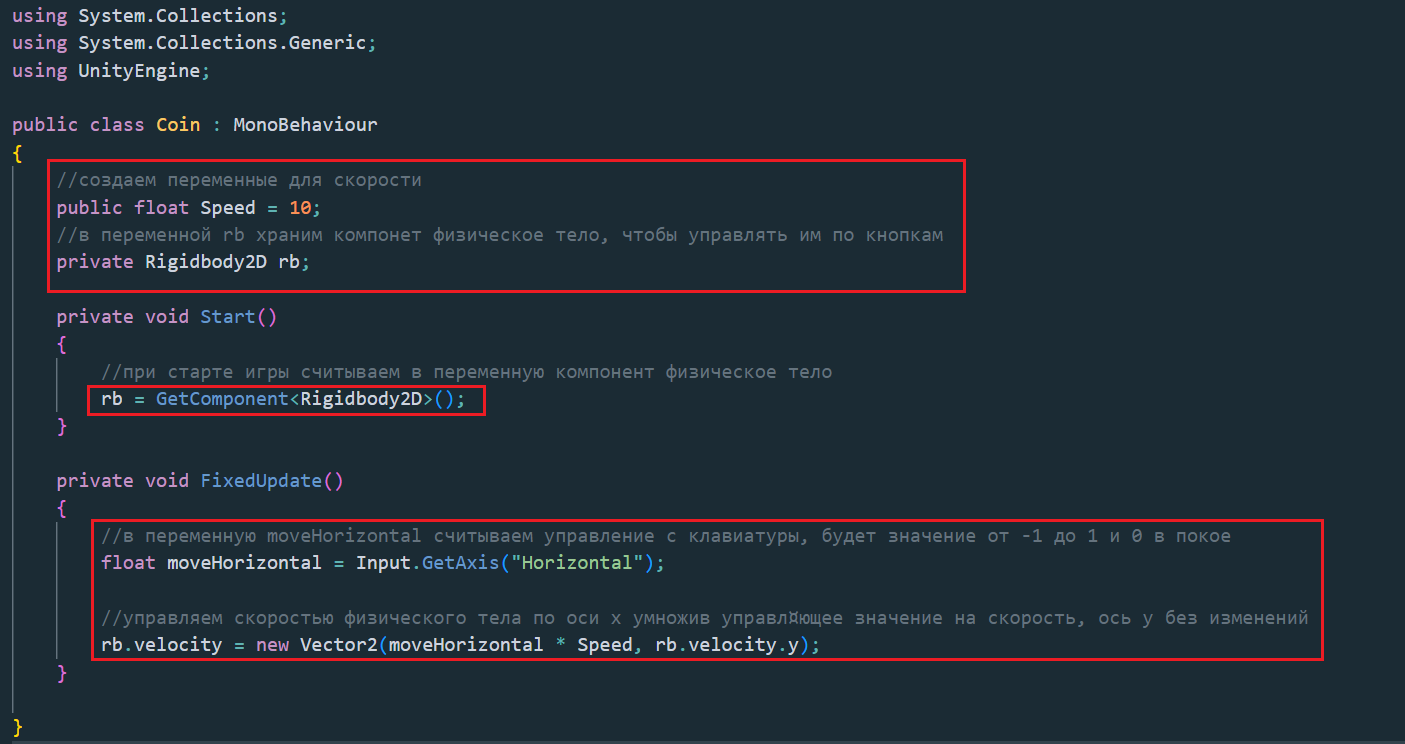 using System.Collections;
using System.Collections.Generic;
using UnityEngine;
public class Coin : MonoBehaviour
{
//создаем переменные для скорости
public float Speed = 10;
//в переменной rb храним компонет физическое тело, чтобы управлять им по кнопкам
private Rigidbody2D rb;
private void Start()
{
//при старте игры считываем в переменную компонент физическое тело
rb = GetComponent<Rigidbody2D>();
}
private void FixedUpdate()
{
//в переменную moveHorizontal считываем управление с клавиатуры, будет значение от -1 до 1 и 0 в покое
float moveHorizontal = Input.GetAxis("Horizontal");
//управляем скоростью физического тела по оси x умножив управл¤ющее значение на скорость, ось y без изменений
rb.velocity = new Vector2(moveHorizontal * Speed, rb.velocity.y);
}
}